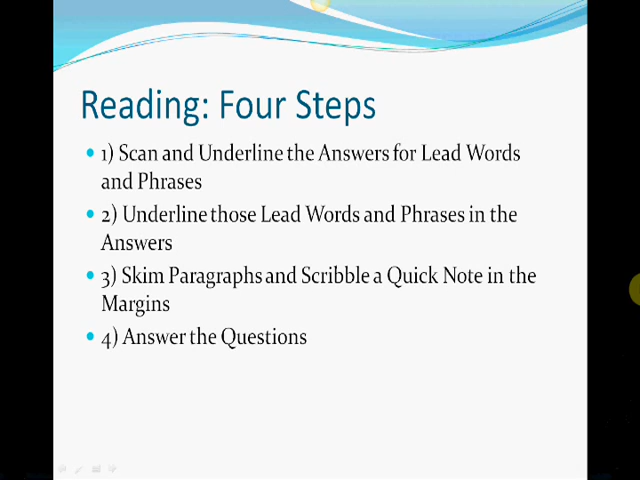 Reading: Four Steps
1) Scan and Underline the Answers for Lead Words
and Phrases
2) Underline those Lead Words and Phrases in the
Answers
3) Skim Paragraphs and Scribble a Quick Note in the
Margins
4) Answer the Questions